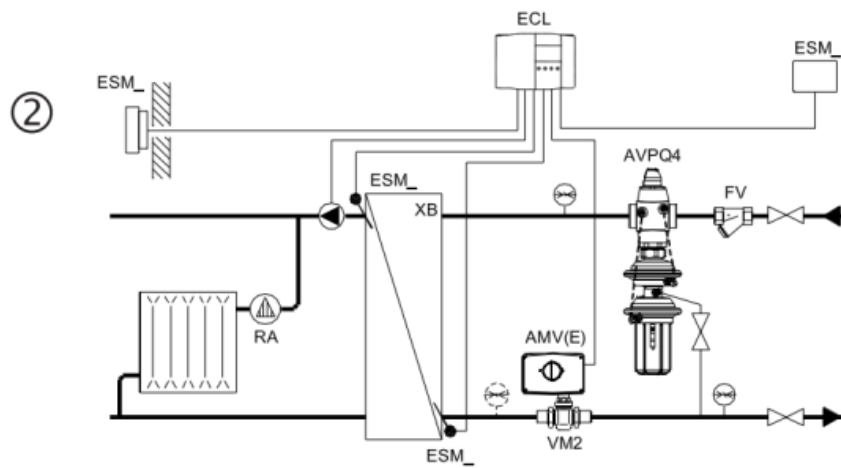 ECL
ESM_
ESM_
②
AVPQ4
ESM_
FV
XB
RA
AMV(E)
VM2
ESM_